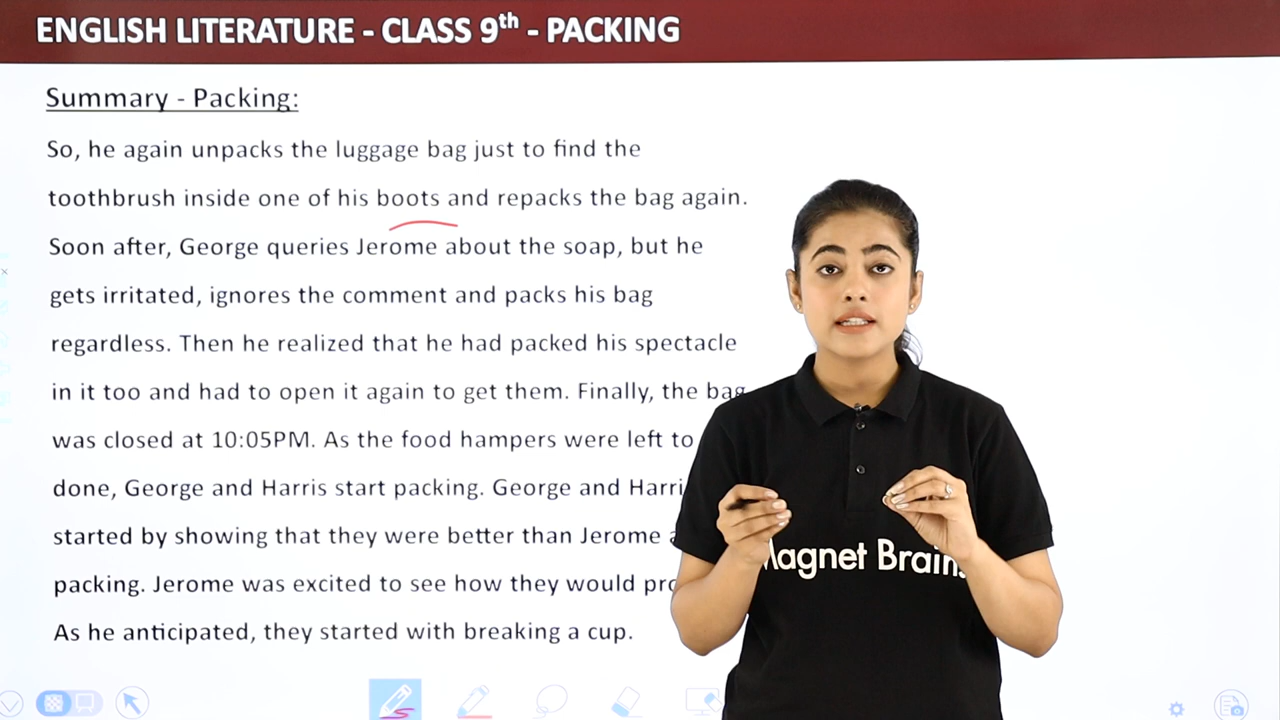 ENGLISH LITERATURE - CLASS 9th - PACKING
Summary - Packing:
So, he again unpacks the luggage bag just to find the
toothbrush inside one of his boots and repacks the bag again.
Soon after, George queries Jerome about the soap, but he
gets irritated, ignores the comment and packs his bag
regardless. Then he realized that he had packed his spectacle
in it too and had to open it again to get them. Finally, the bag
was closed at 10:05PM. As the food hampers were left to
done, George and Harris start packing. George and Harri
started by showing that they were better than Jerome
packing. Jerome was excited to see how they would
As he anticipated, they started with breaking a cup.
Magnet Brains